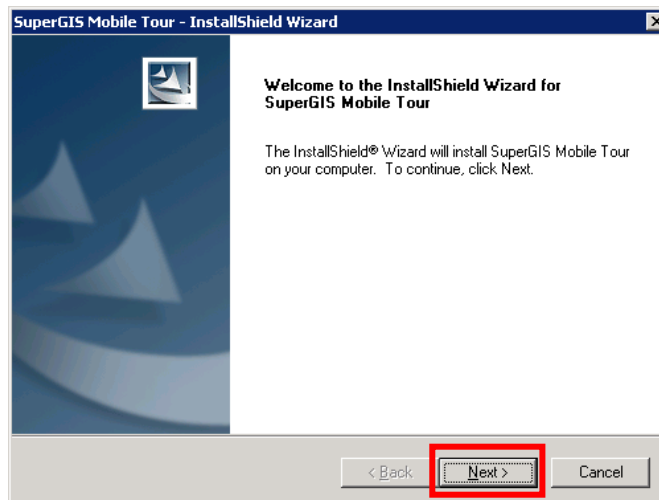 SuperGIS Mobile Tour - InstallShield Wizard
Welcome to the InstallShield Wizard for
SuperGIS Mobile Tour
The InstallShield® Wizard will install SuperGIS Mobile Tour
on your computer. To continue, click Next.
< Back Next > Cancel